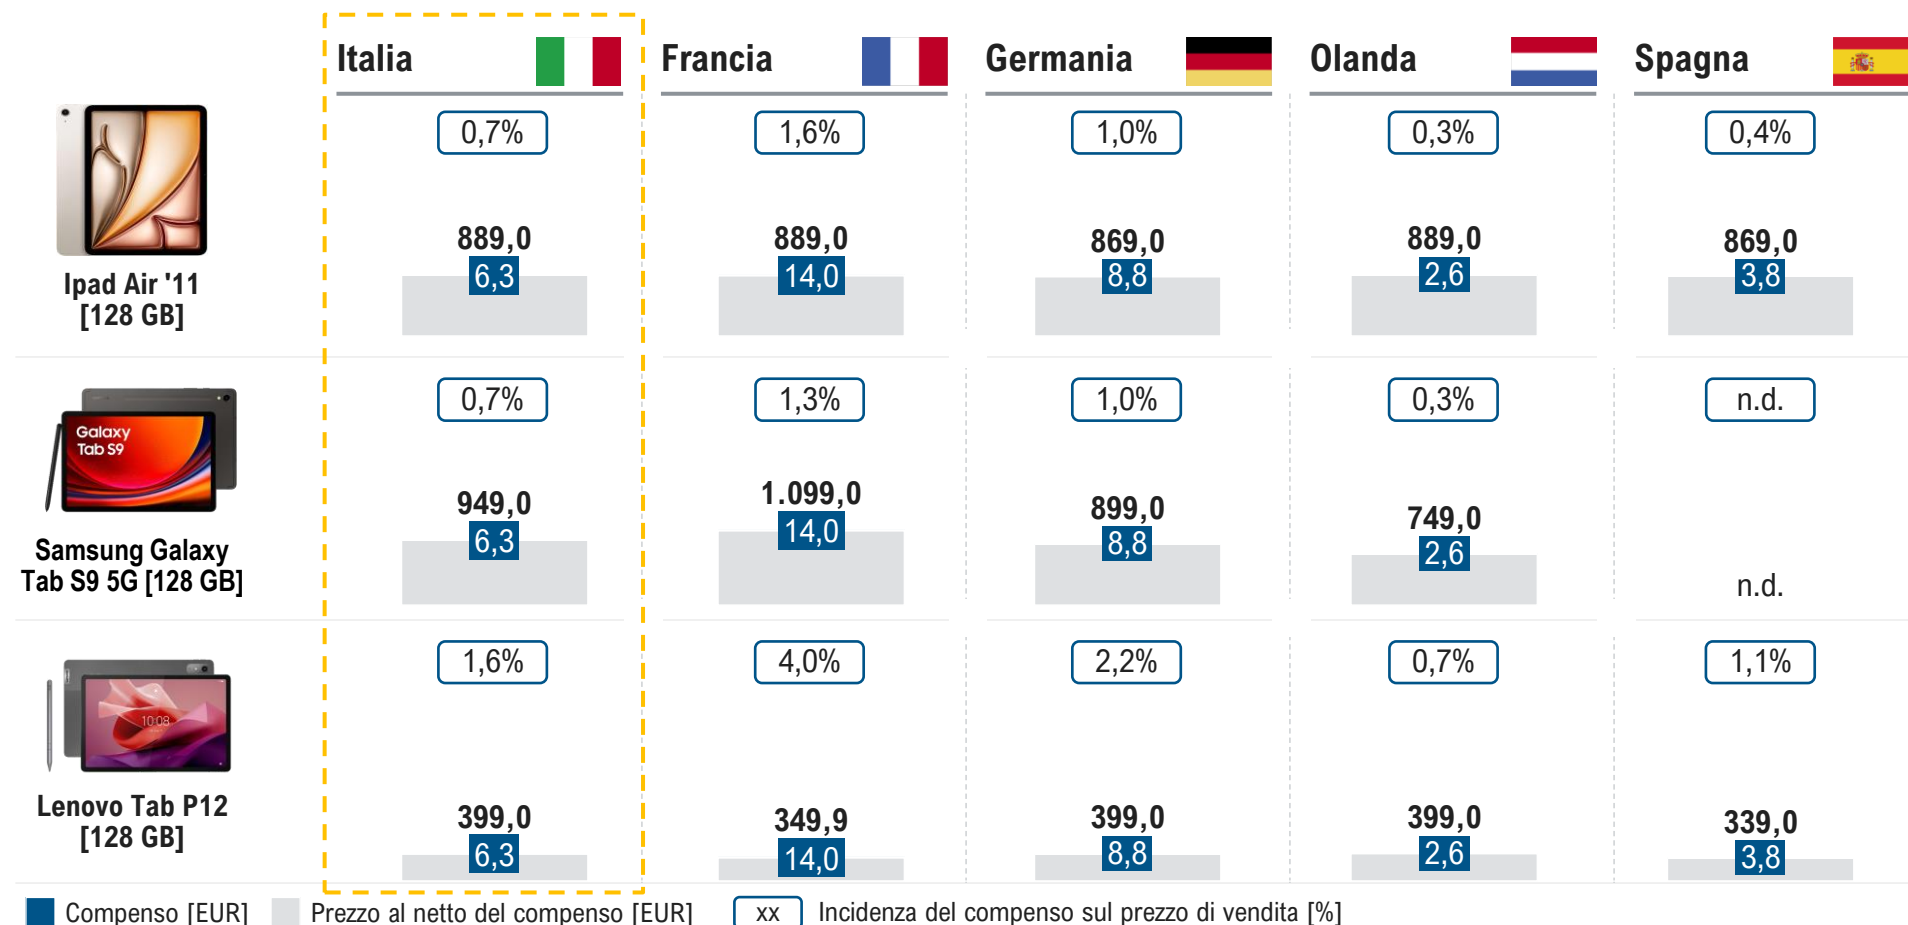 Italia
Francia
Germania
Olanda
Spagna
0,7%
1,6%
1,0%
0,3%
0,4%
889,0
889,0
869,0
889,0
869,0
6,3
14,0
8,8
2,6
3,8
Ipad Air '11
[128 GB]
0,7%
1,3%
1,0%
0,3%
n.d.
Galaxy
Tab S9
949,0
1.099,0
899,0
749,0
6,3
14,0
8,8
2,6
n.d.
Samsung Galaxy
Tab S9 5G [128 GB]
1,6%
4,0%
2,2%
0,7%
1,1%
10:08
399,0
349,9
399,0
399,0
339,0
6,3
14,0
8,8
2,6
3,8
Lenovo Tab P12
[128 GB]
Compenso [EUR]
Prezzo al netto del compenso [EUR]
xx
Incidenza del compenso sul prezzo di vendita [%]